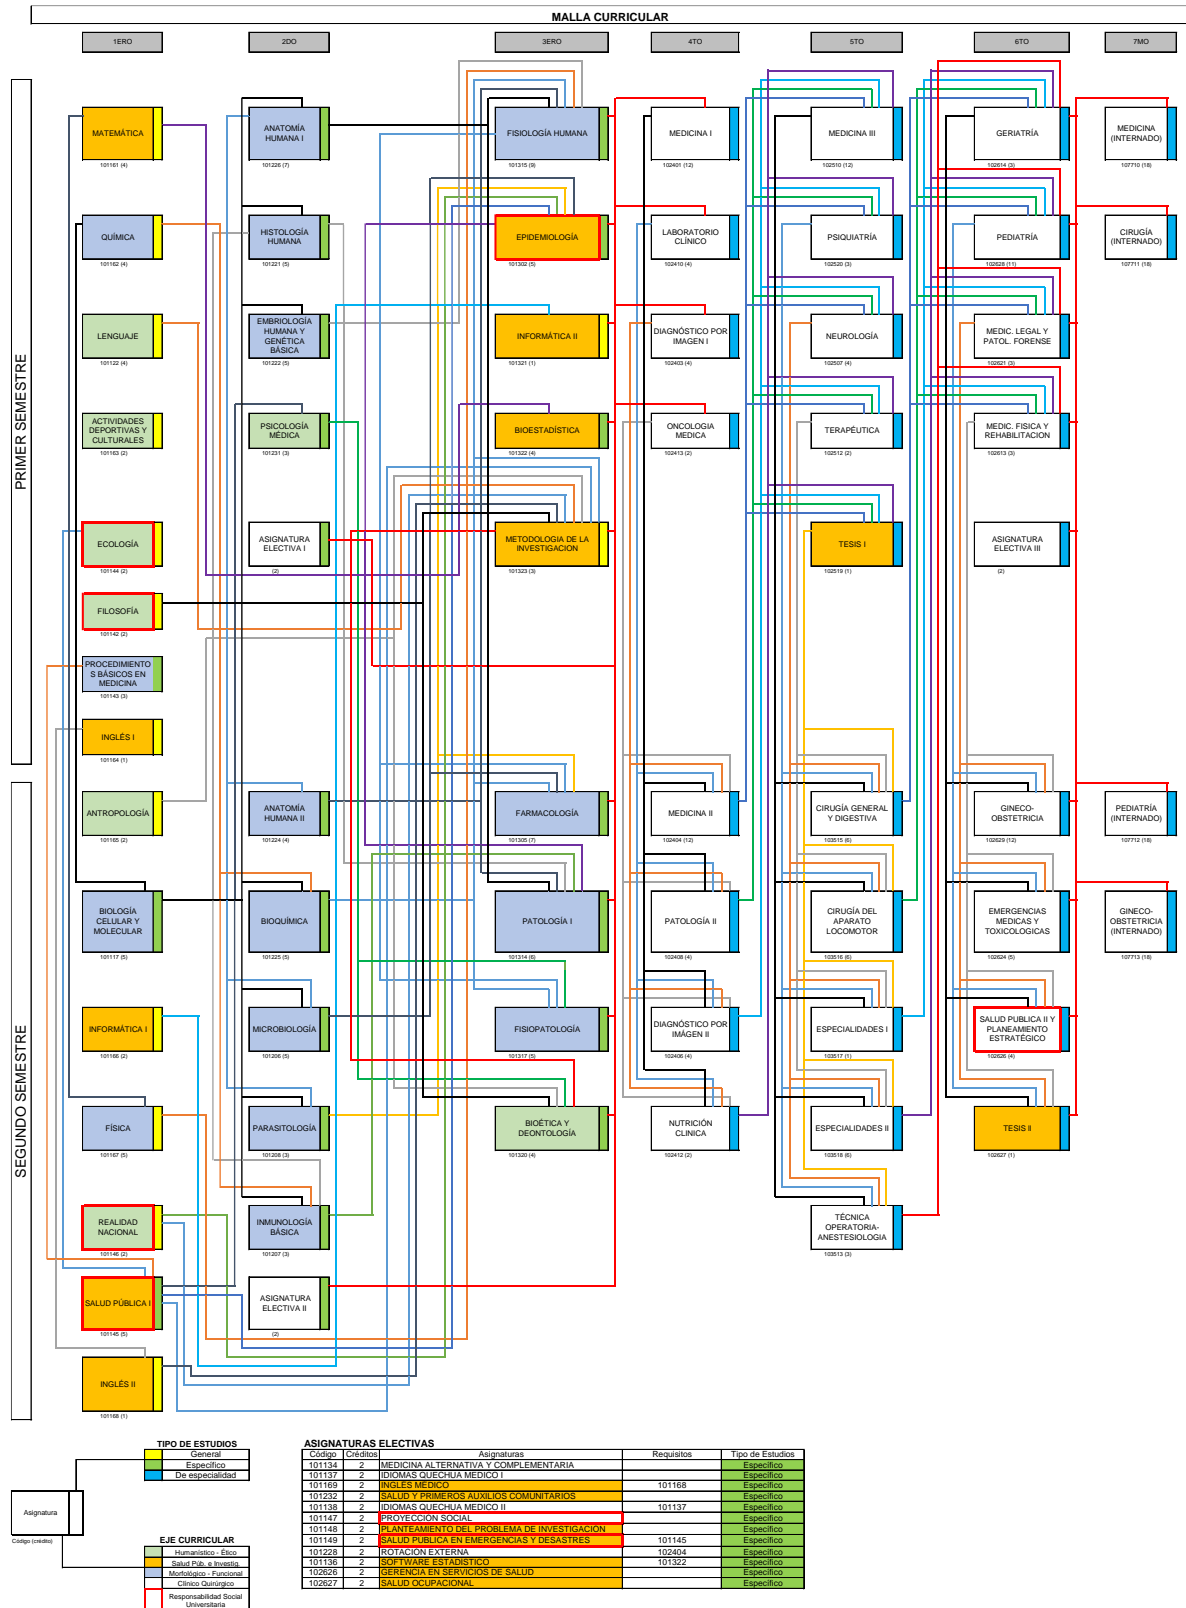 MALLA CURRICULAR
1ERO
2DO
3ERO
4TO
5TO
6TO
7MO
PRIMER SEMESTRE
MATEMÁTICA
101161 (4)
ANATOMÍA
HUMANA I
101226 (7)
FISIOLOGÍA HUMANA
101315 (9)
MEDICINA I
102401 (12)
MEDICINA III
102510 (12)
GERIATRÍA
102614 (3)
MEDICINA
(INTERNADO)
107710 (18)
QUÍMICA
101162 (4)
HISTOLOGÍA
HUMANA
101221 (5)
EPIDEMIOLOGÍA
101302 (5)
LABORATORIO
CLÍNICO
102410 (4)
PSIQUIATRÍA
102520 (3)
PEDIATRÍA
102628 (11)
CIRUGÍA
(INTERNADO)
107711 (18)
LENGUAJE
101122 (4)
EMBRIOLOGÍA
HUMANA Y
GENÉTICA
BÁSICA
101222 (5)
INFORMÁTICA II
101321 (1)
DIAGNÓSTICO POR
IMAGEN I
102403 (4)
NEUROLOGÍA
102507 (4)
MEDIC. LEGAL Y
PATOL. FORENSE
102621 (3)
ACTIVIDADES
DEPORTIVAS Y
CULTURALES
101163 (2)
PSICOLOGÍA
MÉDICA
101231 (3)
BIOESTADÍSTICA
101322 (4)
ONCOLOGIA
MEDICA
102413 (2)
TERAPÉUTICA
102512 (2)
MEDIC. FISICA Y
REHABILITACION
102613 (3)
ECOLOGÍA
101144 (2)
ASIGNATURA
ELECTIVA I
(2)
METODOLOGIA DE LA
INVESTIGACION
101323 (3)
TESIS I
102519 (1)
ASIGNATURA
ELECTIVA III
(2)
FILOSOFÍA
101142 (2)
PROCEDIMIENTO
S BÁSICOS EN
MEDICINA
101143 (3)
INGLÉS I
101164 (1)
SEGUNDO SEMESTRE
ANTROPOLOGÍA
101165 (2)
ANATOMÍA
HUMANA II
101224 (4)
FARMACOLOGÍA
101305 (7)
MEDICINA II
102404 (12)
CIRUGÍA GENERAL
Y DIGESTIVA
103515 (6)
GINECO-
OBSTETRICIA
102629 (12)
PEDIATRÍA
(INTERNADO)
107712 (18)
BIOLOGÍA
CELULAR Y
MOLECULAR
101117 (5)
BIOQUÍMICA
101225 (5)
PATOLOGÍA I
101314 (6)
PATOLOGÍA II
102408 (4)
CIRUGÍA DEL
APARATO
LOCOMOTOR
103516 (6)
EMERGENCIAS
MEDICAS Y
TOXICOLOGICAS
102624 (5)
GINECO-
OBSTETRICIA
(INTERNADO)
107713 (18)
INFORMÁTICA I
101166 (2)
MICROBIOLOGÍA
101206 (5)
FISIOPATOLOGÍA
101317 (5)
DIAGNÓSTICO POR
IMÁGEN II
102406 (4)
ESPECIALIDADES I
103517 (1)
SALUD PUBLICA II Y
PLANEAMIENTO
ESTRATÉGICO
102626 (4)
FÍSICA
101167 (5)
PARASITOLOGÍA
101208 (3)
BIOÉTICA Y
DEONTOLOGÍA
101320 (4)
NUTRICIÓN
CLINICA
102412 (2)
ESPECIALIDADES II
103518 (6)
TESIS II
102627 (1)
REALIDAD
NACIONAL
101146 (2)
INMUNOLOGÍA
BÁSICA
101207 (3)
TÉCNICA
OPERATORIA-
ANESTESIOLOGIA
103513 (3)
SALUD PÚBLICA I
101145 (5)
ASIGNATURA
ELECTIVA II
(2)
INGLÉS II
101168 (1)
TIPO DE ESTUDIOS
General
Específico
De especialidad
Asignatura
Código (crédito)
EJE CURRICULAR
Humanístico - Ético
Salud Púb. e Investig.
Morfológico - Funcional
Clínico Quirúrgico
Responsabilidad Social
Universitaria
ASIGNATURAS ELECTIVAS
Código Créditos Asignaturas Requisitos Tipo de Estudios
101134 2 MEDICINA ALTERNATIVA Y COMPLEMENTARIA Específico
101137 2 IDIOMAS QUECHUA MEDICO I Específico
101169 2 INGLÉS MÉDICO 101168 Específico
101232 2 SALUD Y PRIMEROS AUXILIOS COMUNITARIOS Específico
101138 2 IDIOMAS QUECHUA MEDICO II 101137 Específico
101147 2 PROYECCIÓN SOCIAL Específico
101148 2 PLANTEAMIENTO DEL PROBLEMA DE INVESTIGACIÓN Específico
101149 2 SALUD PUBLICA EN EMERGENCIAS Y DESASTRES 101145 Específico
101228 2 ROTACIÓN EXTERNA 102404 Específico
101136 2 SOFTWARE ESTADÍSTICO 101322 Específico
102626 2 GERENCIA EN SERVICIOS DE SALUD Específico
102627 2 SALUD OCUPACIONAL Específico